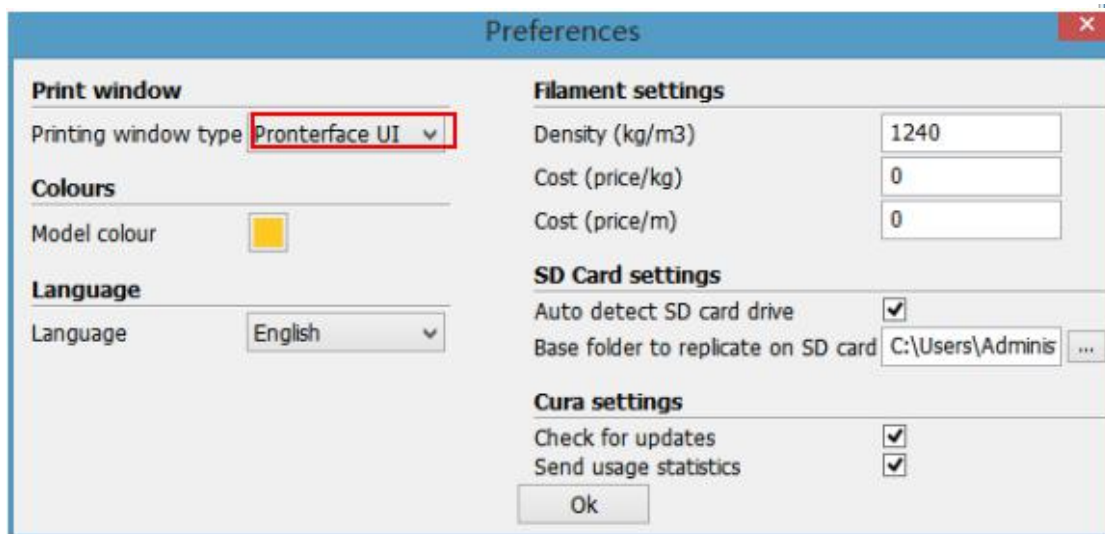 Preferences
Print window
Printing window type Pronterface UI
Colours
Model colour
Language
Language English
Filament settings
Density (kg/m3) 1240
Cost (price/kg) 0
Cost (price/m) 0
SD Card settings
Auto detect SD card drive
Base folder to replicate on SD card C:\Users\Adminis ...
Cura settings
Check for updates
Send usage statistics
Ok